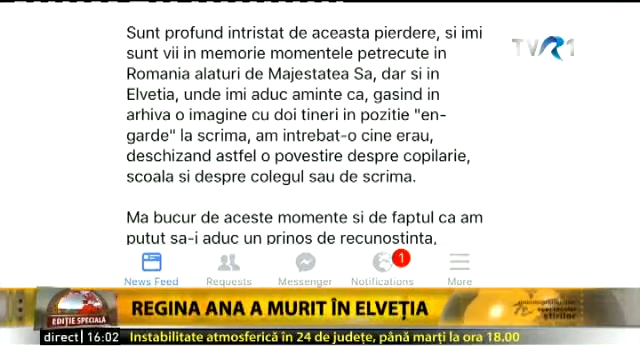 Sunt profund intristat de aceasta pierdere, si imi
sunt vii in memorie momentele petrecute in
Romania alaturi de Majestatea Sa, dar si in
Elvetia, unde imi aduc aminte ca, gasind in
arhiva o imagine cu doi tineri in pozitie "en-
garde" la scrima, am intrebat-o cine erau,
deschizand astfel o povestire despre copilarie,
scoala si despre colegul sau de scrima.
Ma bucur de aceste momente si de faptul ca am
putut sa-i aduc un prinos de recunostinta,
TVR1
1
News Feed Requests Messenger Notifications More
REGINA ANA A MURIT ÎN ELVEȚIA
EDIȚIE SPECIALĂ
știrilor
direct 16:02 Instabilitate atmosferică în 24 de județe, până marți la ora 18.00